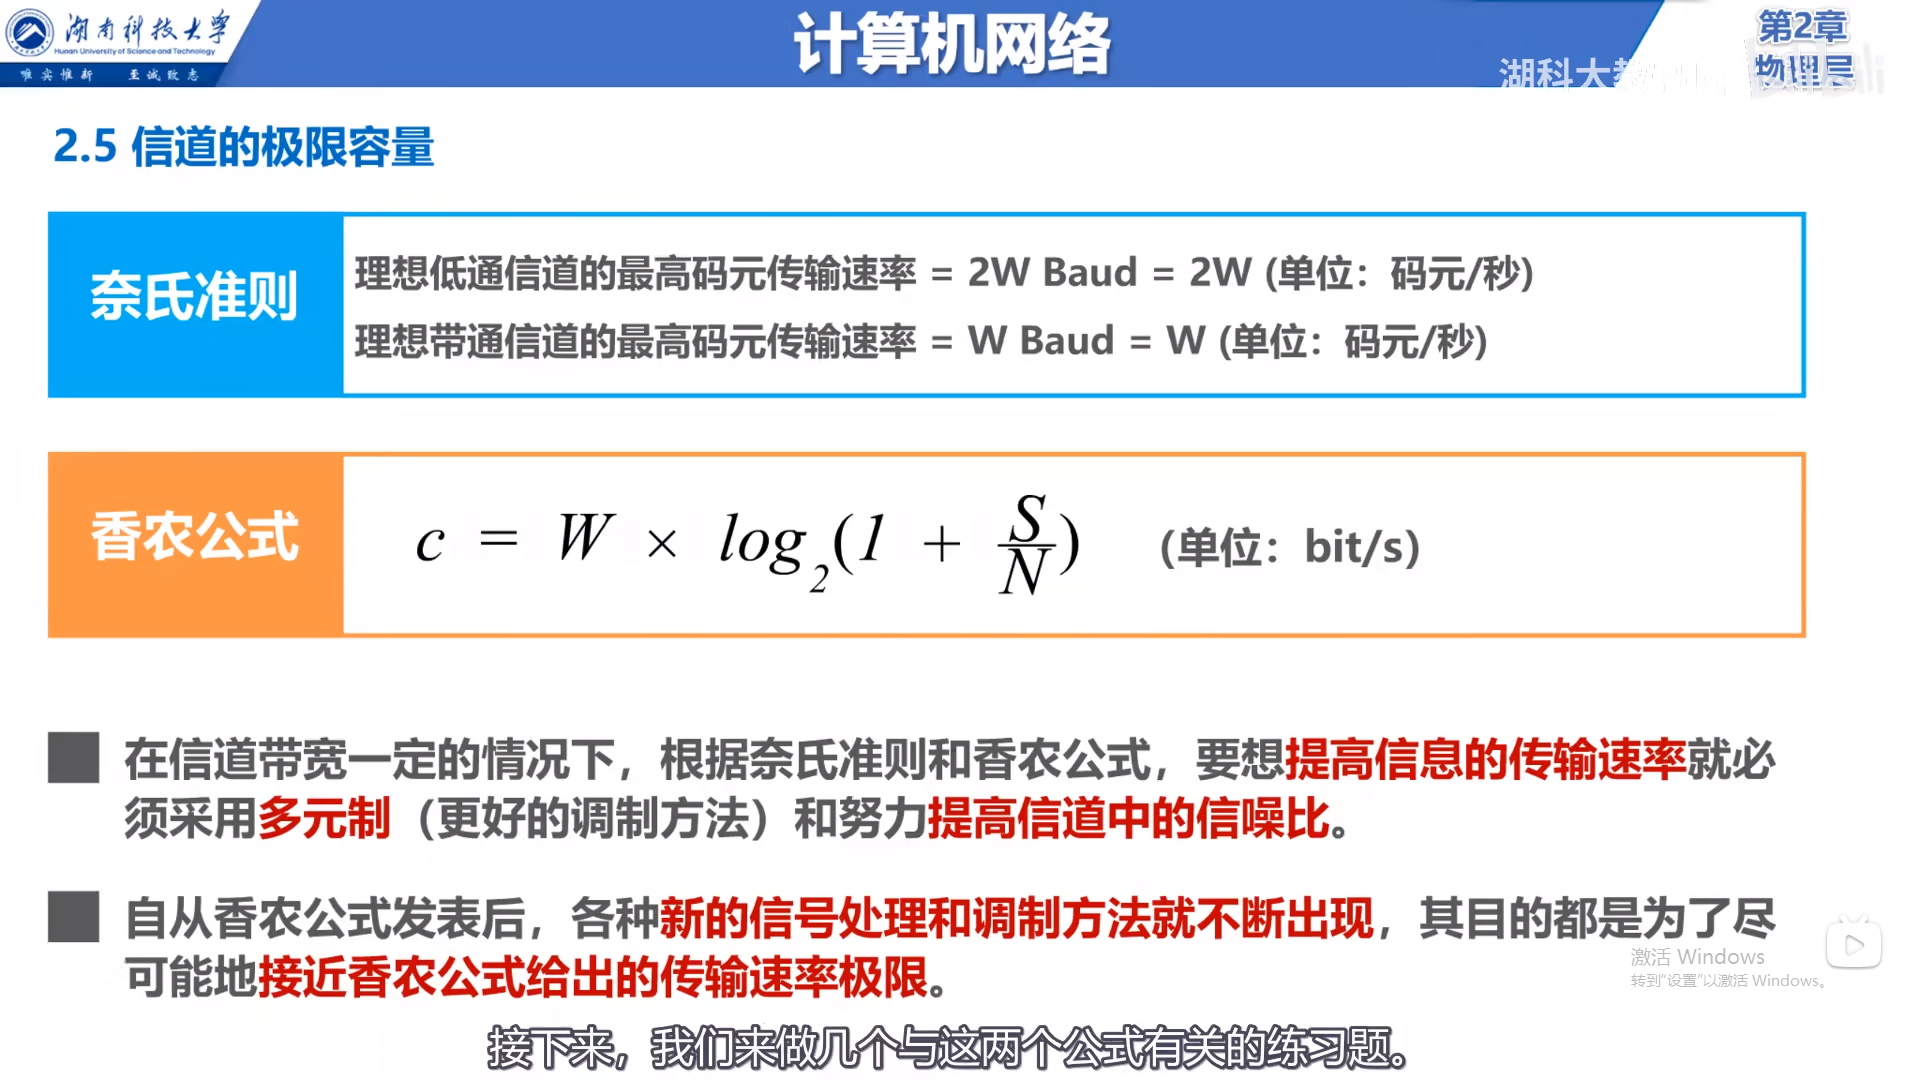 湖南科技大学
Hunan University of Science and Technology
唯实惟新 至诚致志
计算机网络
第2章
物理层
湖科大教
2.5 信道的极限容量
奈氏准则
理想低通信道的最高码元传输速率 = 2W Baud = 2W (单位：码元/秒)
理想带通信道的最高码元传输速率 = W Baud = W (单位：码元/秒)
香农公式
c = W × log₂(1 + S/N) (单位：bit/s)
在信道带宽一定的情况下，根据奈氏准则和香农公式，要想提高信息的传输速率就必
须采用多元制（更好的调制方法）和努力提高信道中的信噪比。
自从香农公式发表后，各种新的信号处理和调制方法就不断出现，其目的都是为了尽
可能地接近香农公式给出的传输速率极限。
激活 Windows
转到“设置”以激活 Windows。
接下来，我们来做几个与这两个公式有关的练习题。